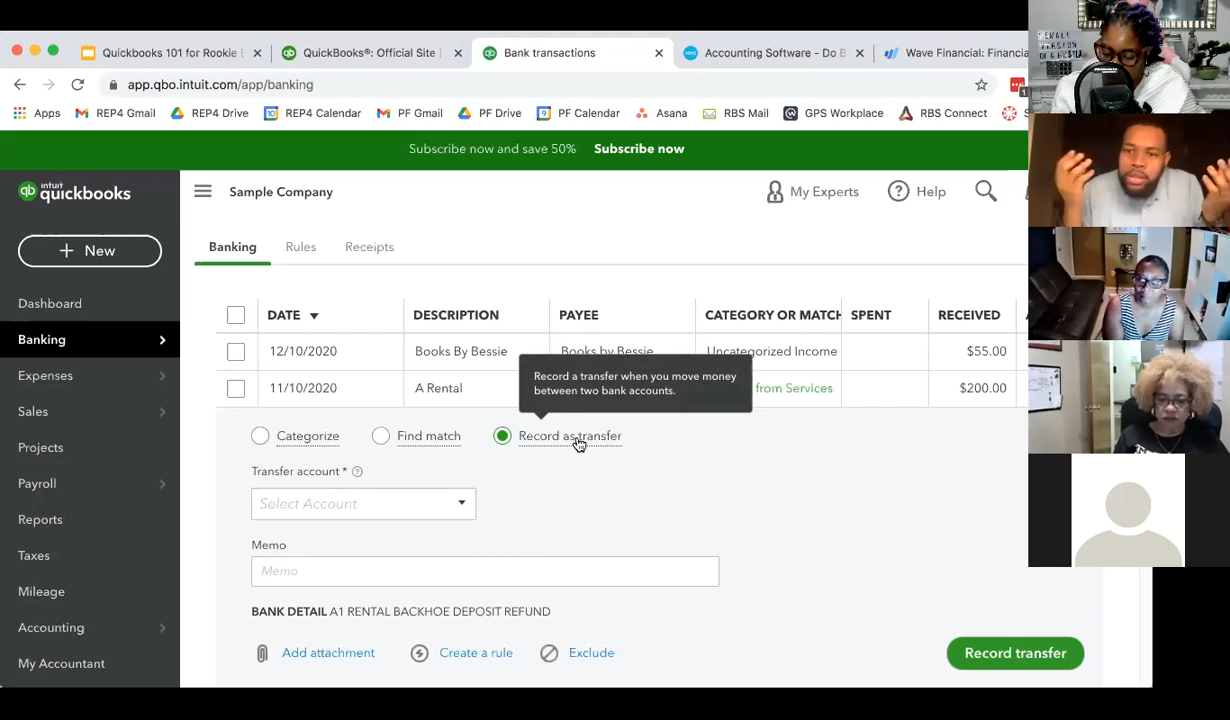 Quickbooks 101 for Rookie
QuickBooks®: Official Site
Bank transactions
Accounting Software - Do B
Wave Financial: Financi
app.qbo.intuit.com/app/banking
1
Apps
REP4 Gmail
REP4 Drive
REP4 Calendar
PF Gmail
PF Drive
PF Calendar
Asana
RBS Mail
GPS Workplace
RBS Connect
S
Subscribe now and save 50% Subscribe now
qb intuit quickbooks
Sample Company
My Experts
Help
New
Banking
Rules
Receipts
Dashboard
Banking
Expenses
Sales
Projects
Payroll
Reports
Taxes
Mileage
Accounting
My Accountant
DATE DESCRIPTION PAYEE CATEGORY OR MATCH SPENT RECEIVED
12/10/2020 Books By Bessie Books by Bessie Uncategorized Income $55.00
11/10/2020 A Rental from Services $200.00
Record a transfer when you move money
between two bank accounts.
Categorize
Find match
Record as transfer
Transfer account *
Select Account
Memo
Memo
BANK DETAIL A1 RENTAL BACKHOE DEPOSIT REFUND
Add attachment
Create a rule
Exclude
Record transfer